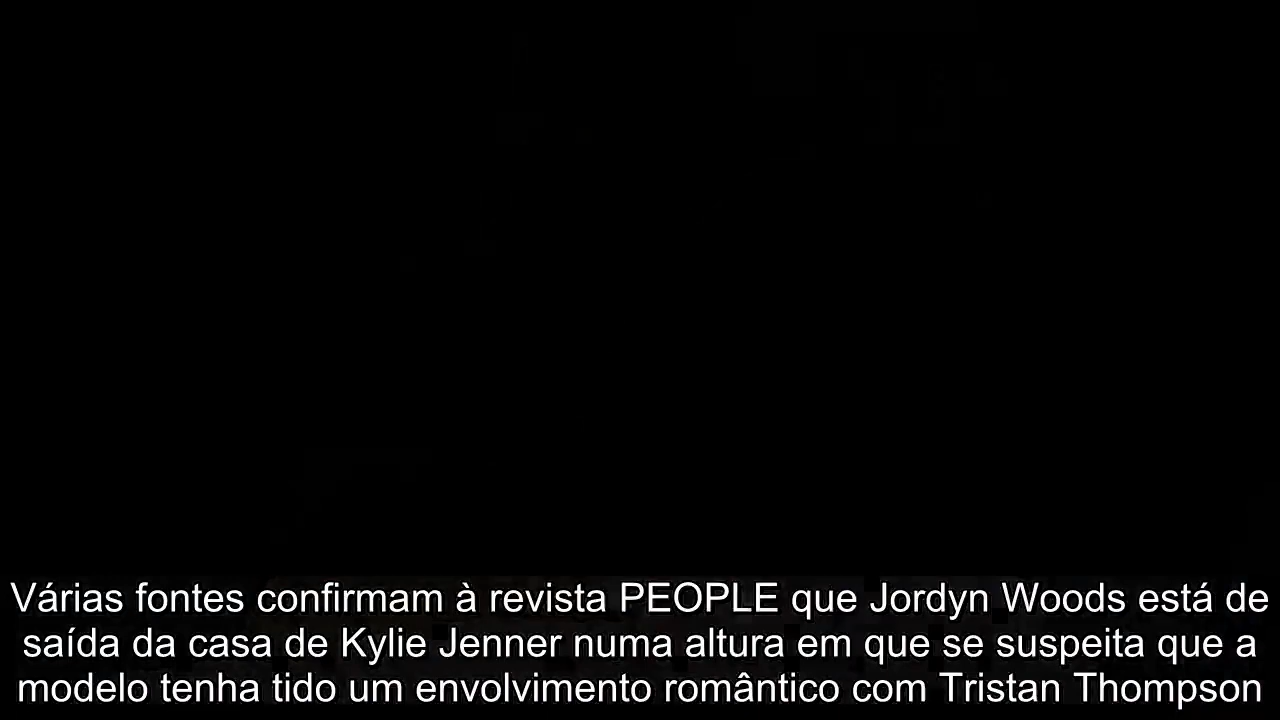 Várias fontes confirmam à revista PEOPLE que Jordyn Woods está de
saída da casa de Kylie Jenner numa altura em que se suspeita que a
modelo tenha tido um envolvimento romântico com Tristan Thompson